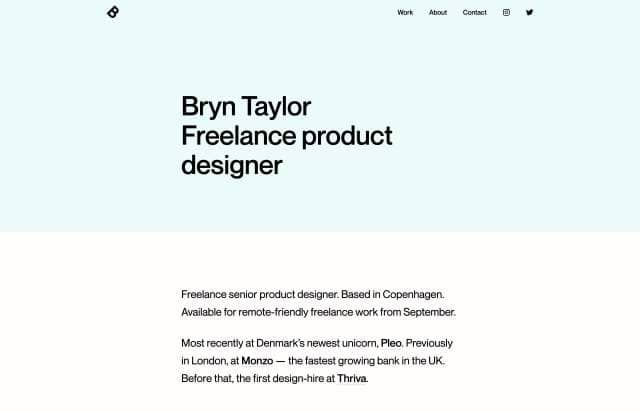 Work About Contact
Bryn Taylor
Freelance product
designer
Freelance senior product designer. Based in Copenhagen.
Available for remote-friendly freelance work from September.
Most recently at Denmark's newest unicorn, Pleo. Previously
in London, at Monzo — the fastest growing bank in the UK.
Before that, the first design-hire at Thriva.